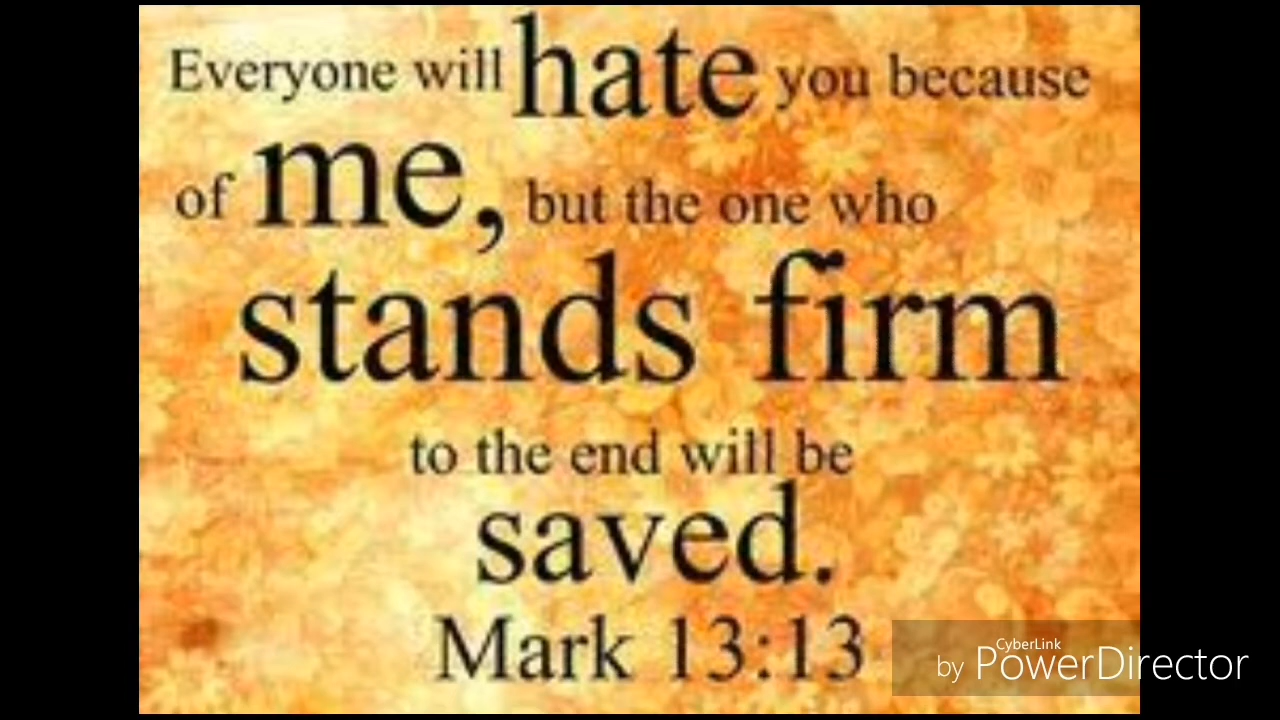 Everyone will hate you because
of me, but the one who
stands firm
to the end will be
saved.
Mark 13:13
CyberLink
by PowerDirector